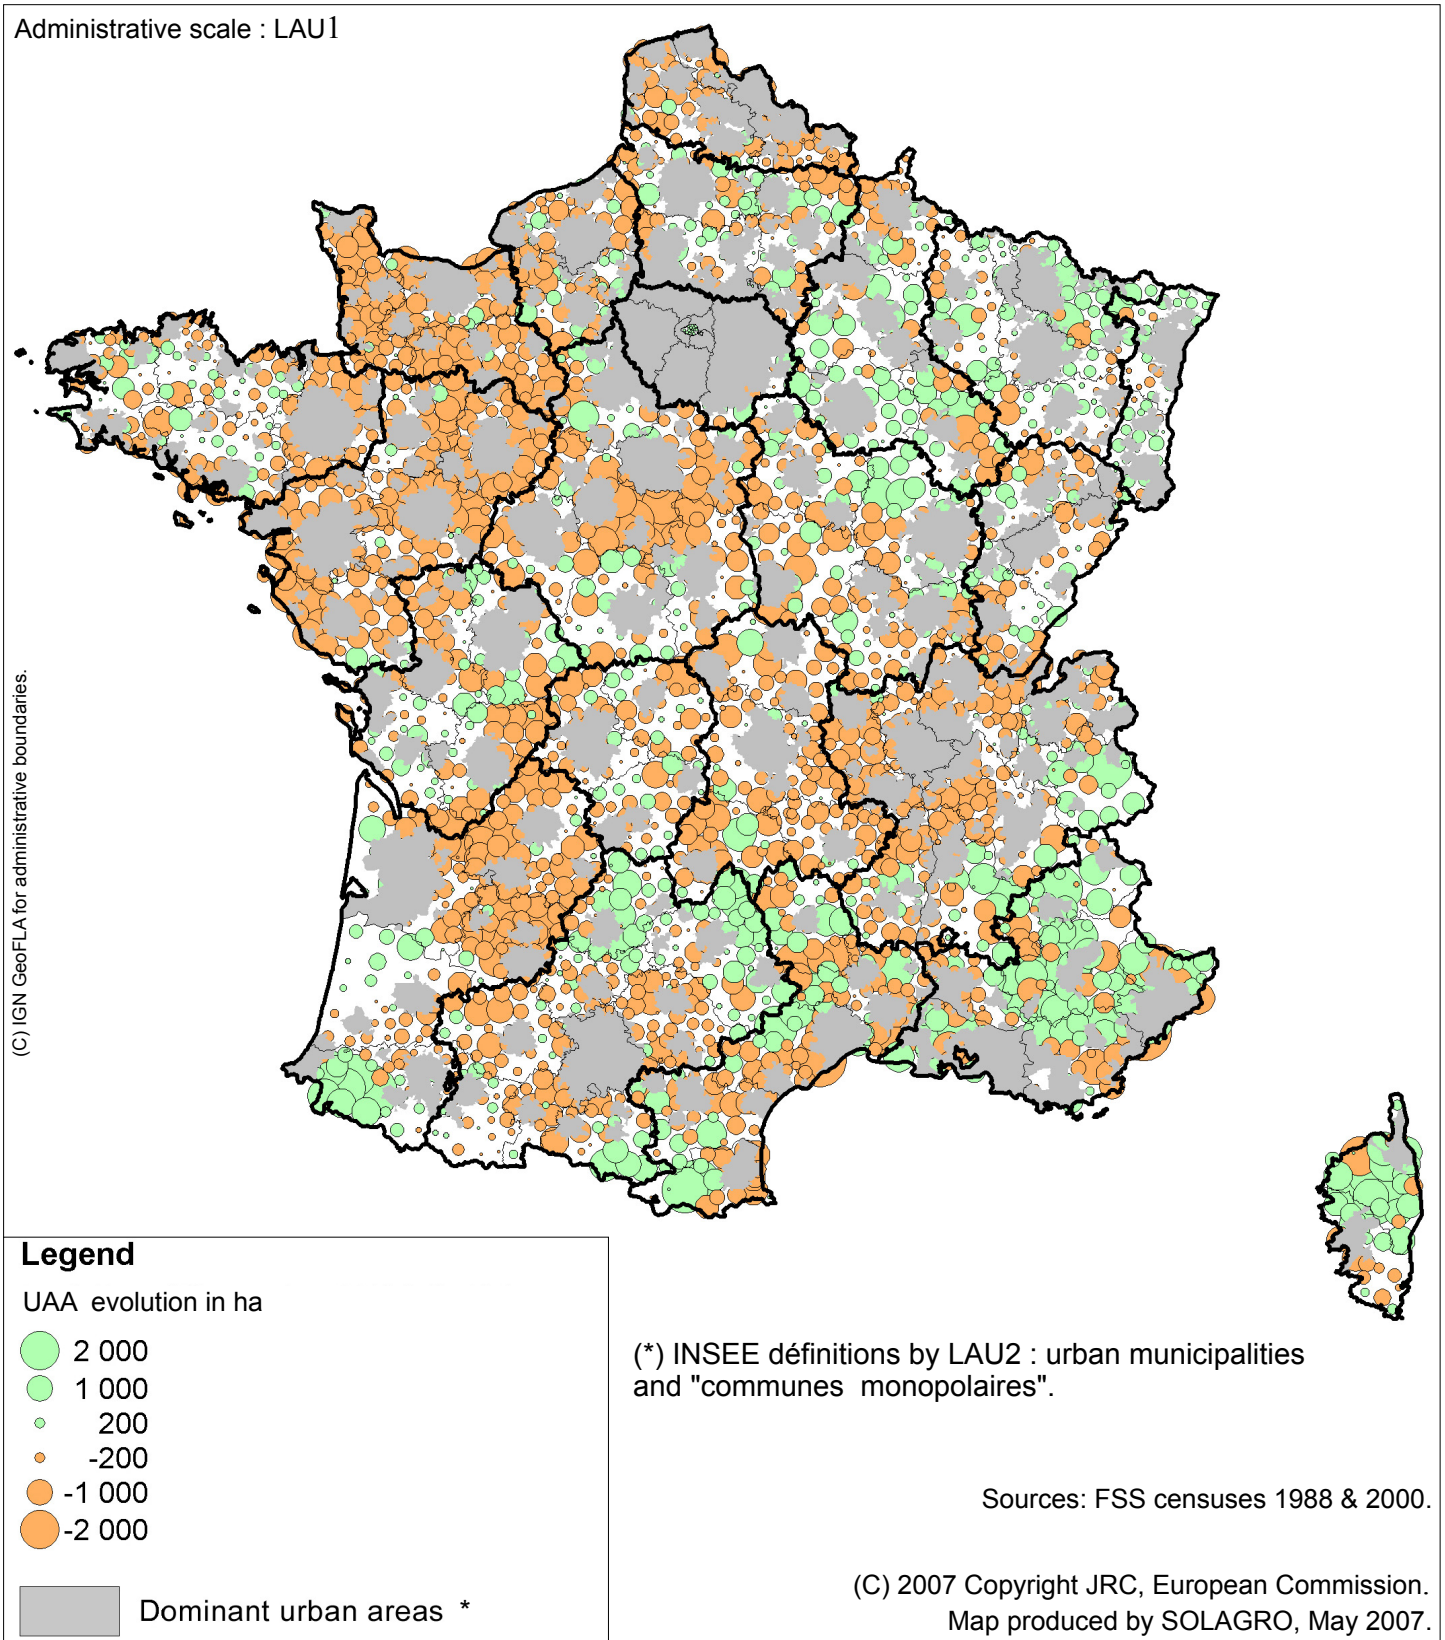 Administrative scale : LAU1
(C) IGN GeoFLA for administrative boundaries.
Legend
UAA evolution in ha
2 000
1 000
200
-200
-1 000
-2 000
Dominant urban areas *
(*) INSEE définitions by LAU2 : urban municipalities
and "communes monopolaires".
Sources: FSS censuses 1988 & 2000.
(C) 2007 Copyright JRC, European Commission.
Map produced by SOLAGRO, May 2007.